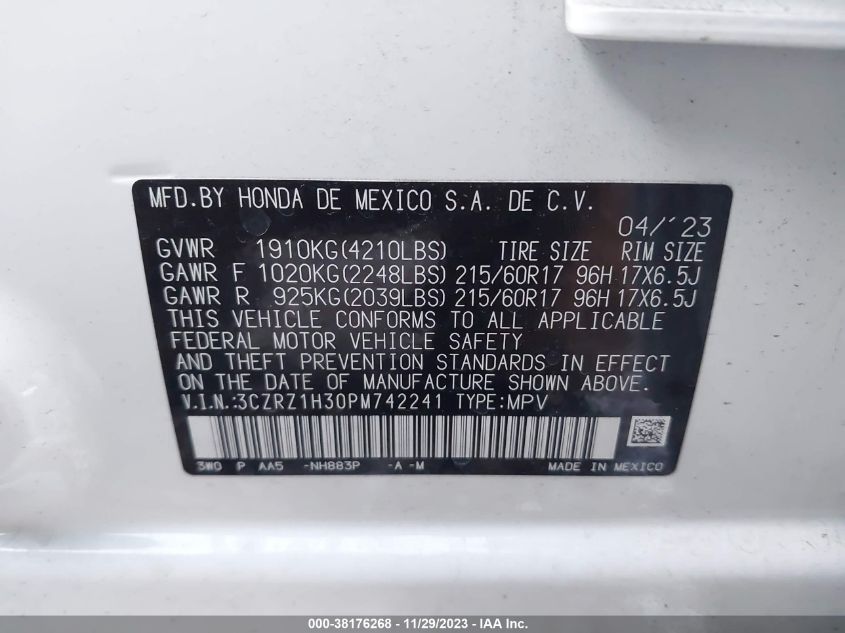 MFD.BY HONDA DE MEXICO S.A. DE C.V.
04/'23
GVWR 1910KG(4210LBS) TIRE SIZE RIM SIZE
GAWR F 1020KG(2248LBS) 215/60R17 96H 17X6.5J
GAWR R 925KG(2039LBS) 215/60R17 96H 17X6.5J
THIS VEHICLE CONFORMS TO ALL APPLICABLE
FEDERAL MOTOR VEHICLE SAFETY
AND THEFT PREVENTION STANDARDS IN EFFECT
ON THE DATE OF MANUFACTURE SHOWN ABOVE.
V.I.N.:3CZRZ1H30PM742241 TYPE:MPV
3W0 P AA5 -NH883P -A -M MADE IN MEXICO
000-38176268 - 11/29/2023 - IAA Inc.